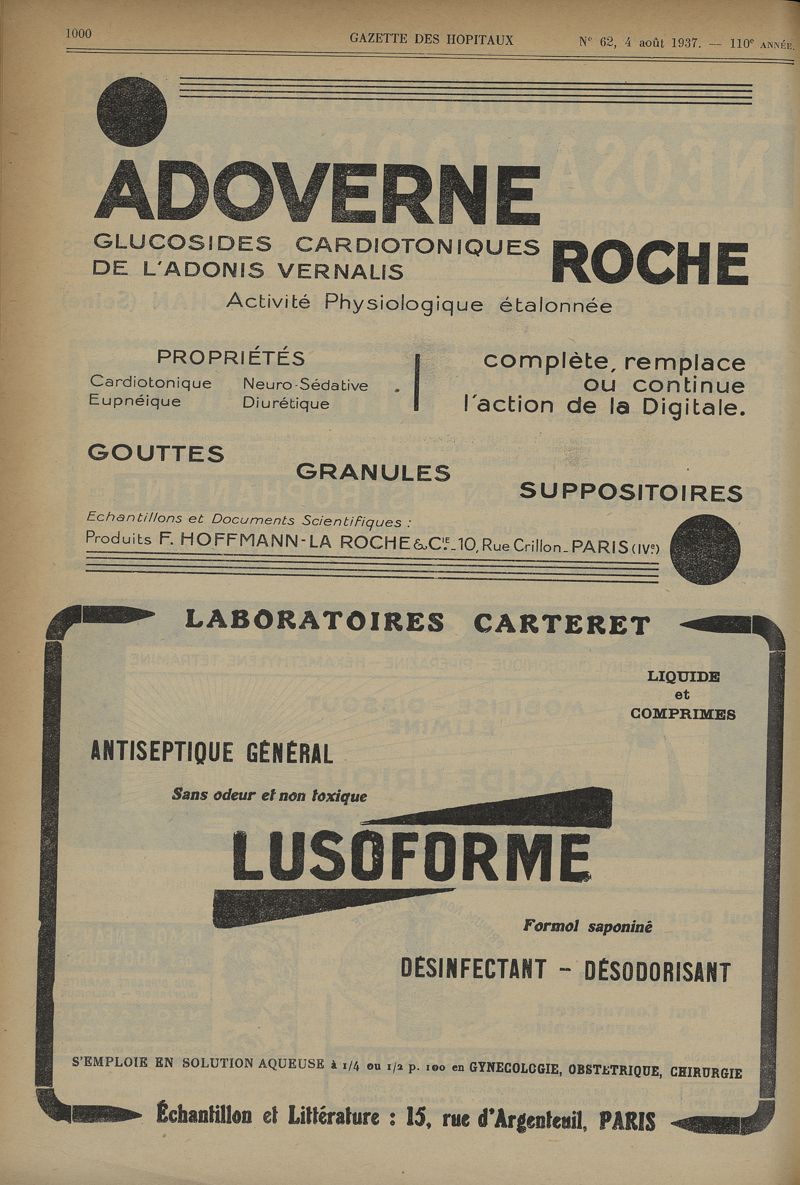 1000
GAZETTE DES HOPITAUX
N° 62, 4 août 1937. — 110e ANNÉE.
ADOVERNE
GLUCOSIDES CARDIOTONIQUES
DE L'ADONIS VERNALIS
ROCHE
Activité Physiologique étalonnée
PROPRIÉTÉS
Cardiotonique Neuro-Sédative
Eupnéique Diurétique
complète, remplace
ou continue
l'action de la Digitale.
GOUTTES
GRANULES
SUPPOSITOIRES
Echantillons et Documents Scientifiques :
Produits F. HOFFMANN-LA ROCHE & CIE. 10, Rue Crillon_ PARIS (IVe)
LABORATOIRES CARTERET
LIQUIDE
et
COMPRIMES
ANTISEPTIQUE GÉNÉRAL
Sans odeur et non toxique
LUSOFORME
Formol saponiné
DÉSINFECTANT - DÉSODORISANT
S'EMPLOIE EN SOLUTION AQUEUSE à 1/4 ou 1/2 p. 100 en GYNECOLOGIE, OBSTETRIQUE, CHIRURGIE
Échantillon et Littérature : 15, rue d'Argenteuil, PARIS